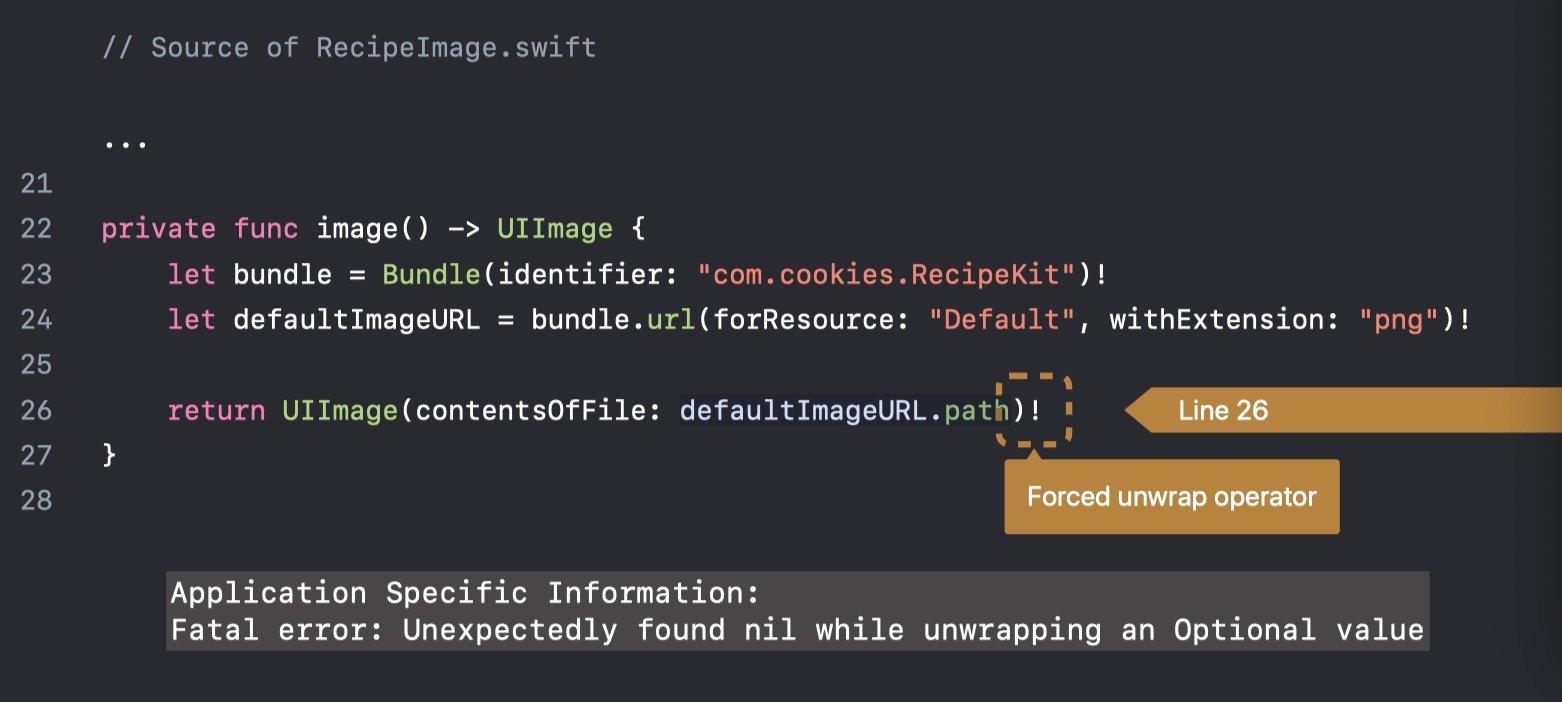 // Source of RecipeImage.swift
...
21
22 private func image() -> UIImage {
23     let bundle = Bundle(identifier: "com.cookies.RecipeKit")!
24     let defaultImageURL = bundle.url(forResource: "Default", withExtension: "png")!
25
26     return UIImage(contentsOfFile: defaultImageURL.path)! Line 26
27 }
Forced unwrap operator
28
Application Specific Information:
Fatal error: Unexpectedly found nil while unwrapping an Optional value